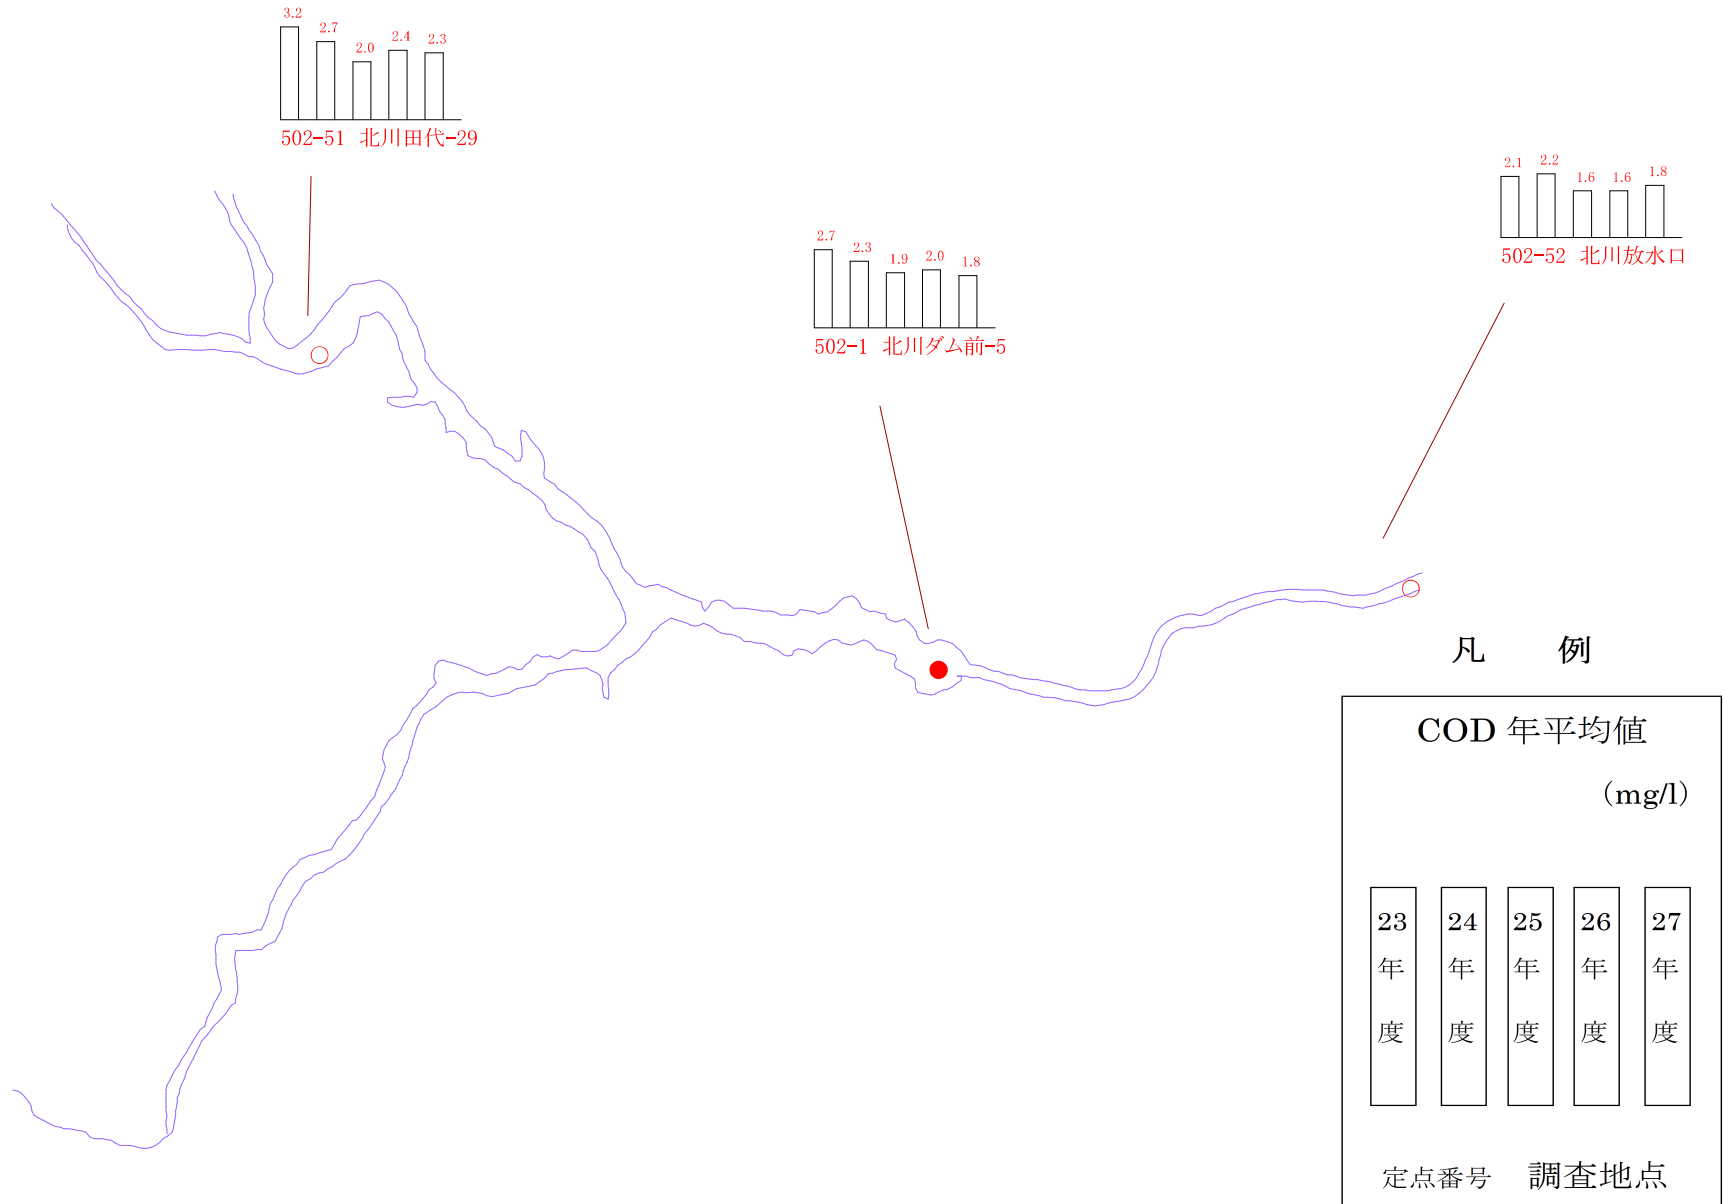 3.2 2.7 2.0 2.4 2.3
502-51 北川田代-29
2.7 2.3 1.9 2.0 1.8
502-1 北川ダム前-5
2.1 2.2 1.6 1.6 1.8
502-52 北川放水口
凡 例
COD 年平均値
(mg/l)
23年度
24年度
25年度
26年度
27年度
定点番号 調査地点